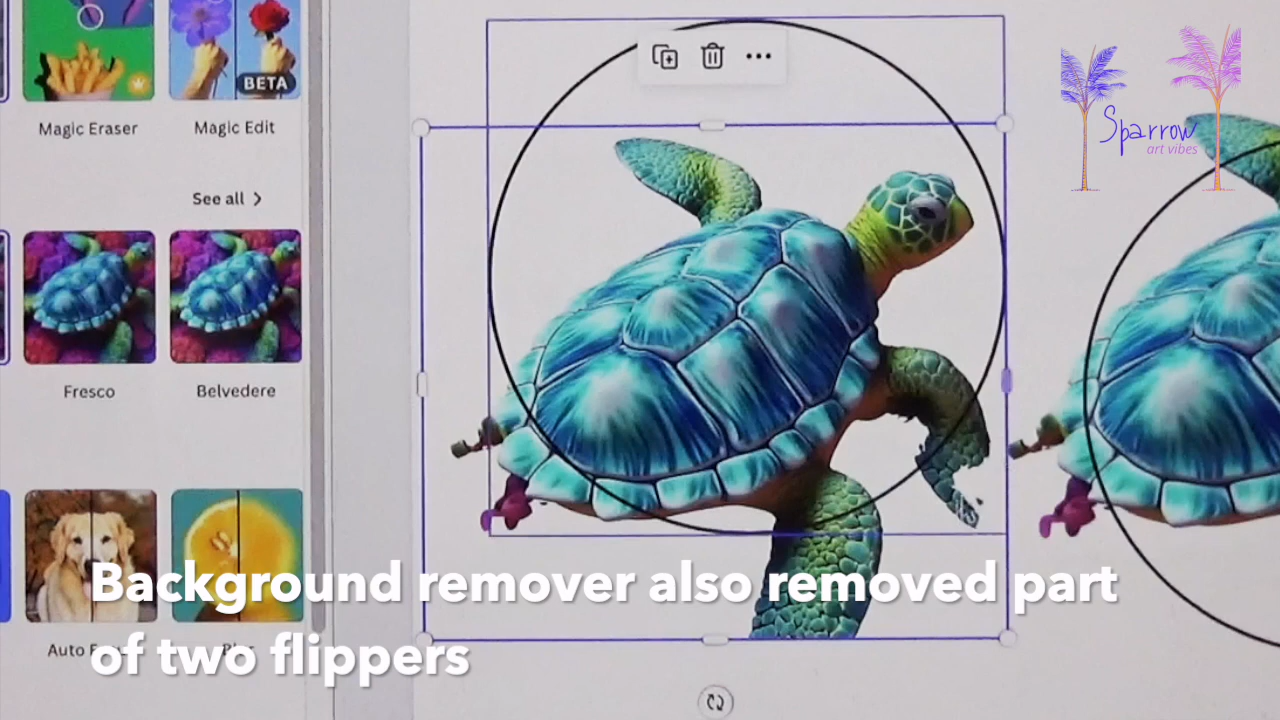 BETA
Magic Eraser
Magic Edit
Sparrow
art vibes
See all
Fresco
Belvedere
Background remover also removed part
of two flippers
Auto